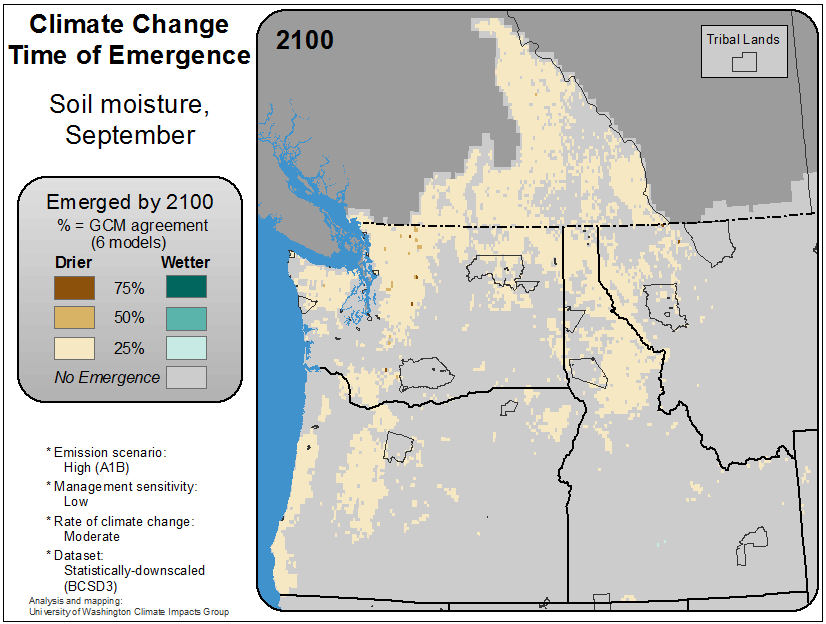 Climate Change
Time of Emergence
Soil moisture,
September
Emerged by 2100
% = GCM agreement
(6 models)
Drier
Wetter
75%
50%
25%
No Emergence
* Emission scenario:
High (A1B)
* Management sensitivity:
Low
* Rate of climate change:
Moderate
* Dataset:
Statistically-downscaled
(BCSD3)
Analysis and mapping:
University of Washington Climate Impacts Group
2100
Tribal Lands